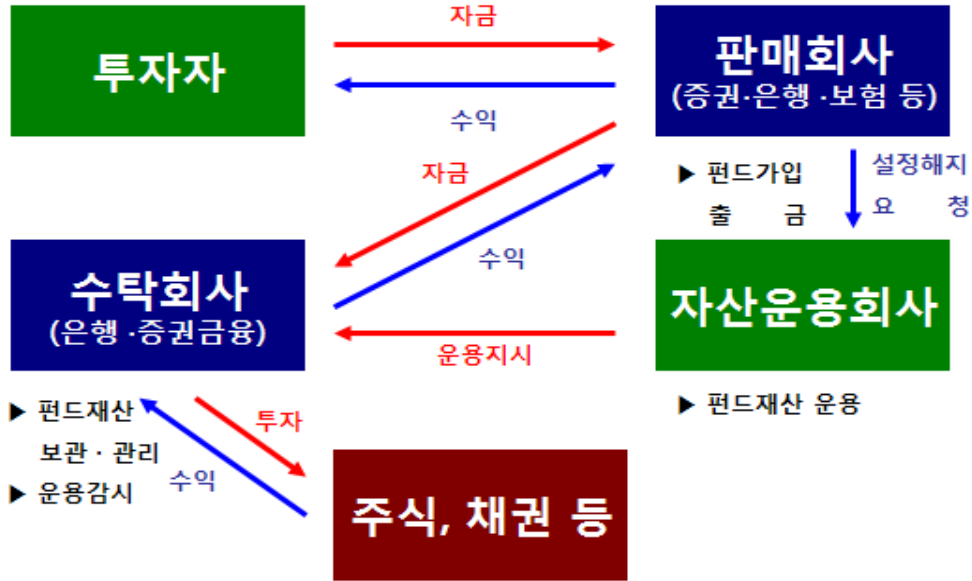 자금
투자자
판매회사
(증권·은행 ·보험 등)
수익
자금
▶ 펀드가입
출 금
설정해지
요 청
수익
수탁회사
(은행 ·증권금융)
자산운용회사
운용지시
▶ 펀드재산
보관 · 관리
▶ 운용감시
투자
수익
▶ 펀드재산 운용
주식, 채권 등